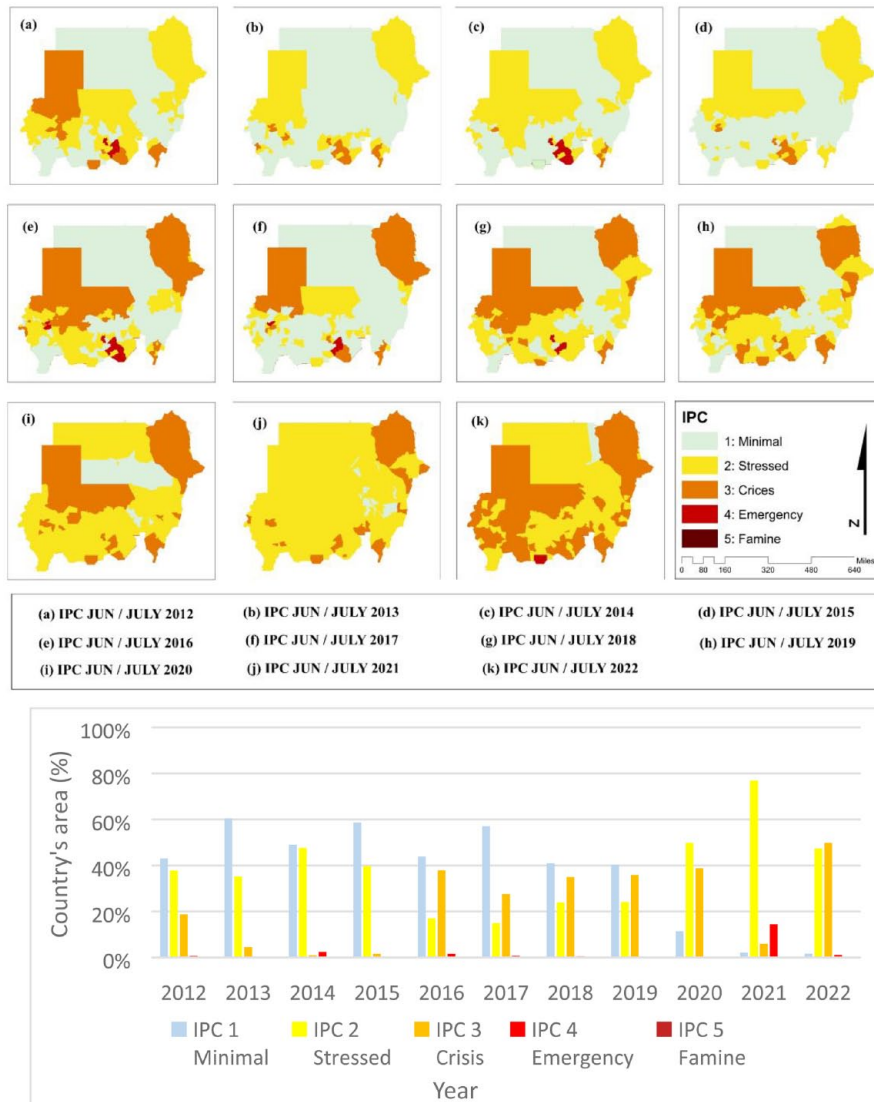 (a)
(b)
(c)
(d)
(e)
(f)
(g)
(h)
(i)
(j)
(k)
IPC
1: Minimal
2: Stressed
3: Crices
4: Emergency
5: Famine
N
Miles
0 80 160 320 480 640
(a) IPC JUN / JULY 2012
(b) IPC JUN / JULY 2013
(c) IPC JUN / JULY 2014
(d) IPC JUN / JULY 2015
(e) IPC JUN / JULY 2016
(f) IPC JUN / JULY 2017
(g) IPC JUN / JULY 2018
(h) IPC JUN / JULY 2019
(i) IPC JUN / JULY 2020
(j) IPC JUN / JULY 2021
(k) IPC JUN / JULY 2022
Country's area (%)
100%
80%
60%
40%
20%
0%
2012 2013 2014 2015 2016 2017 2018 2019 2020 2021 2022
IPC 1 IPC 2 IPC 3 IPC 4 IPC 5
Minimal Stressed Crisis Emergency Famine
Year